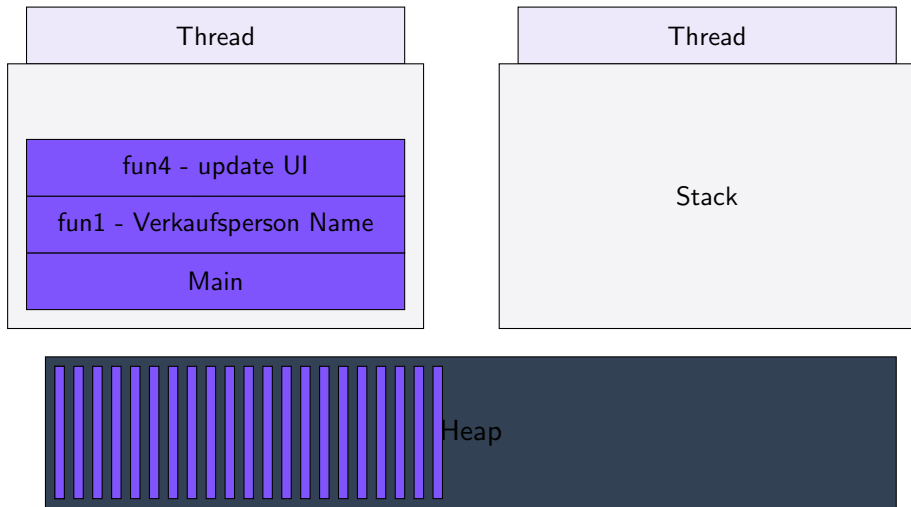 Thread
Thread
fun4 - update UI
fun1 - Verkaufsperson Name
Main
Stack
Heap